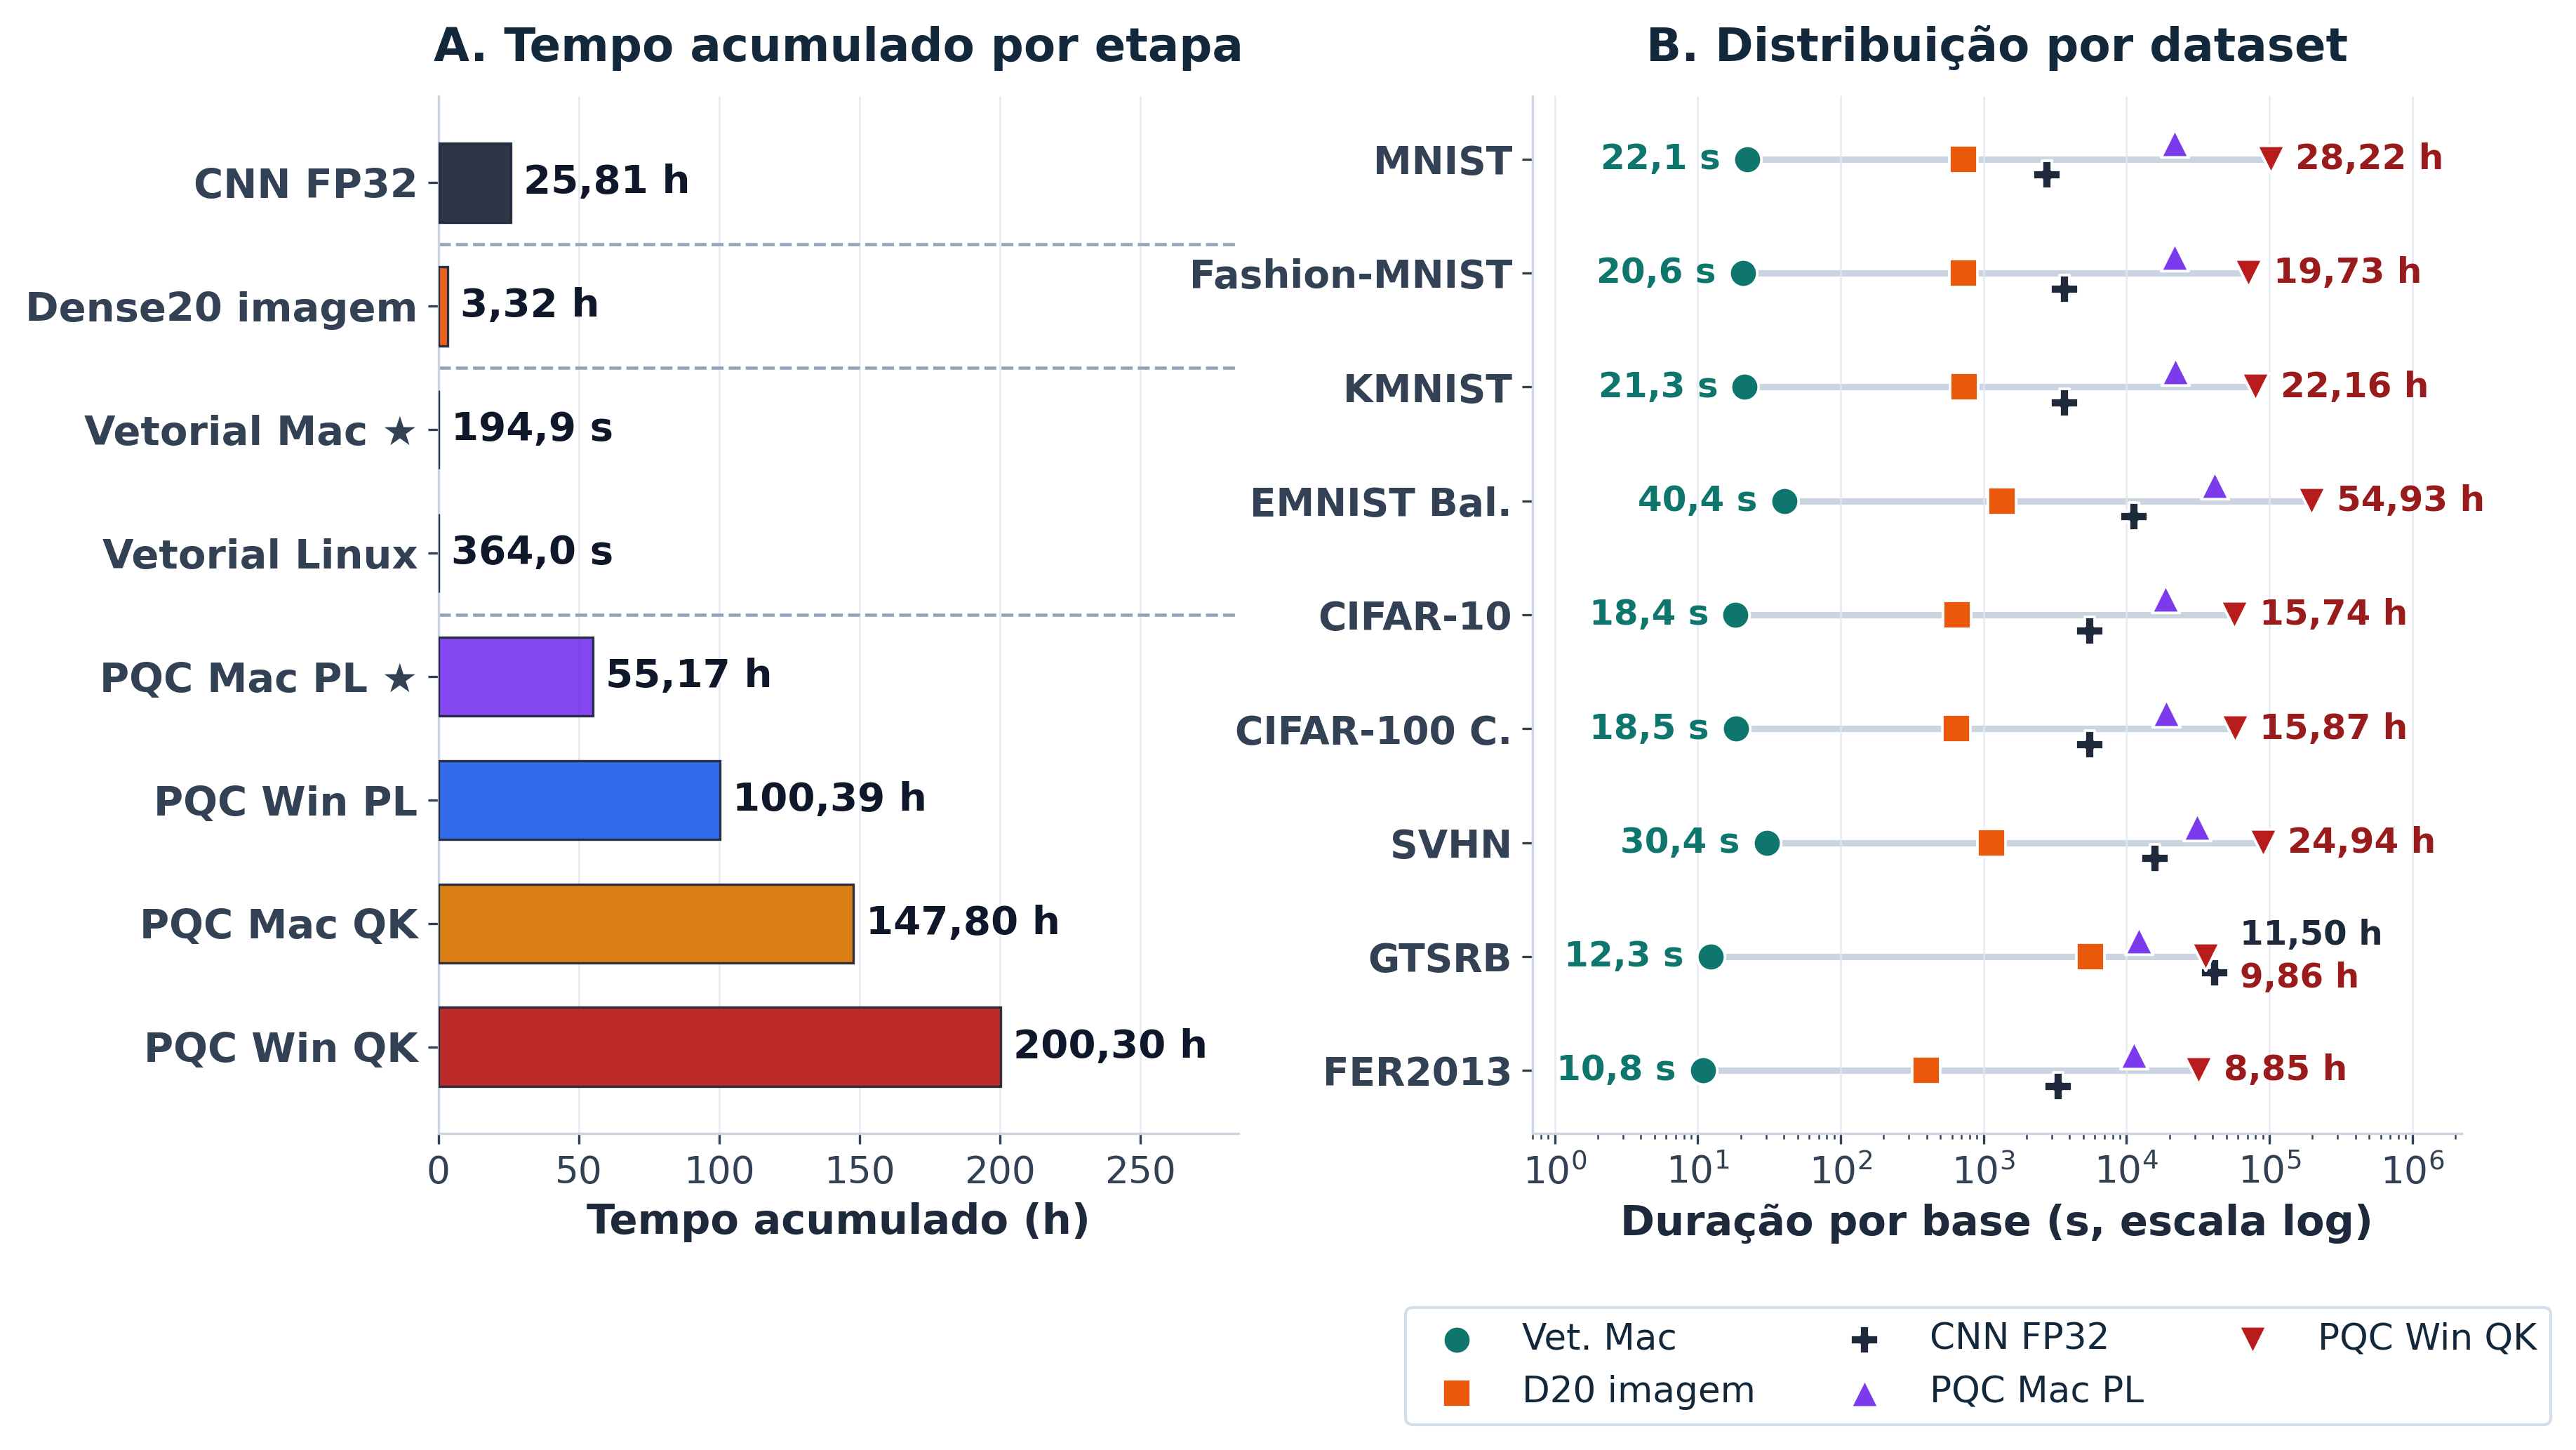 A. Tempo acumulado por etapa
CNN FP32
25,81 h
Dense20 imagem
3,32 h
Vetorial Mac ★
194,9 s
Vetorial Linux
364,0 s
PQC Mac PL ★
55,17 h
PQC Win PL
100,39 h
PQC Mac QK
147,80 h
PQC Win QK
200,30 h
0 50 100 150 200 250
Tempo acumulado (h)
B. Distribuição por dataset
MNIST
22,1 s
28,22 h
Fashion-MNIST
20,6 s
19,73 h
KMNIST
21,3 s
22,16 h
EMNIST Bal.
40,4 s
54,93 h
CIFAR-10
18,4 s
15,74 h
CIFAR-100 C.
18,5 s
15,87 h
SVHN
30,4 s
24,94 h
GTSRB
12,3 s
11,50 h
9,86 h
FER2013
10,8 s
8,85 h
10⁰ 10¹ 10² 10³ 10⁴ 10⁵ 10⁶
Duração por base (s, escala log)
Vet. Mac
D20 imagem
CNN FP32
PQC Mac PL
PQC Win QK